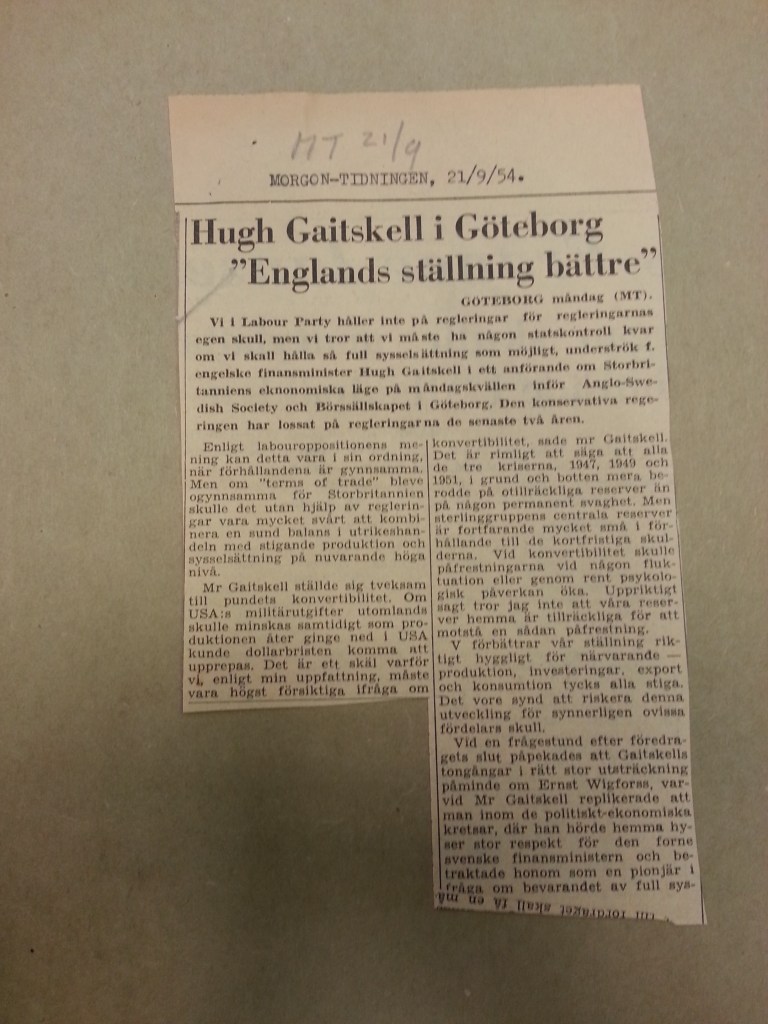 MT 21/9
MORGON-TIDNINGEN, 21/9/54.
Hugh Gaitskell i Göteborg
"Englands ställning bättre"
GÖTEBORG måndag (MT).
Vi i Labour Party håller inte på regleringar för regleringarnas
egen skull, men vi tror att vi måste ha någon statskontroll kvar
om vi skall hålla så full sysselsättning som möjligt, underströk f.
engelske finansminister Hugh Gaitskell i ett anförande om Storbri-
tanniens eknonomiska läge på måndagskvällen inför Anglo-Swe-
dish Society och Börssällskapet i Göteborg. Den konservativa rege-
ringen har lossat på regleringarna de senaste två åren.
Enligt labouroppositionens me-
ning kan detta vara i sin ordning,
när förhållandena är gynnsamma.
Men om "terms of trade" bleve
ogynnsamma för Storbritannien
skulle det utan hjälp av reglerin-
gar vara mycket svårt att kombi-
nera en sund balans i utrikeshan-
deln med stigande produktion och
sysselsättning på nuvarande höga
nivå.
Mr Gaitskell ställde sig tveksam
till pundets konvertibilitet. Om
USA:s militärutgifter utomlands
skulle minskas samtidigt som pro-
duktionen åter ginge ned i USA
kunde dollarbristen komma att
upprepas. Det är ett skäl varför
vi, enligt min uppfattning, måste
vara högst försiktiga ifråga om
konvertibilitet, sade mr Gaitskell.
Det är rimligt att säga att alla
de tre kriserna, 1947, 1949 och
1951, i grund och botten mera be-
rodde på otillräckliga reserver än
på någon permanent svaghet. Men
sterlinggruppens centrala reserver
är fortfarande mycket små i för-
hållande till de kortfristiga skul-
derna. Vid konvertibilitet skulle
påfrestningarna vid någon fluk-
tuation eller genom rent psykolo-
gisk påverkan öka. Uppriktigt
sagt tror jag inte att våra reser-
ver hemma är tillräckliga för att
motstå en sådan påfrestning.
V förbättrar vår ställning rik-
tigt hyggligt för närvarande —
produktion, investeringar, export
och konsumtion tycks alla stiga.
Det vore synd att riskera denna
utveckling för synnerligen ovissa
fördelars skull.
Vid en frågestund efter föredra-
gets slut påpekades att Gaitskells
tongångar i rätt stor utsträckning
påminde om Ernst Wigforss, var-
vid Mr Gaitskell replikerade att
man inom de politiskt-ekonomiska
kretsar, där han hörde hemma hy-
ser stor respekt för den forne
svenske finansministern och be-
traktade honom som en pionjär i
fråga om bevarandet av full sys-
skall få en